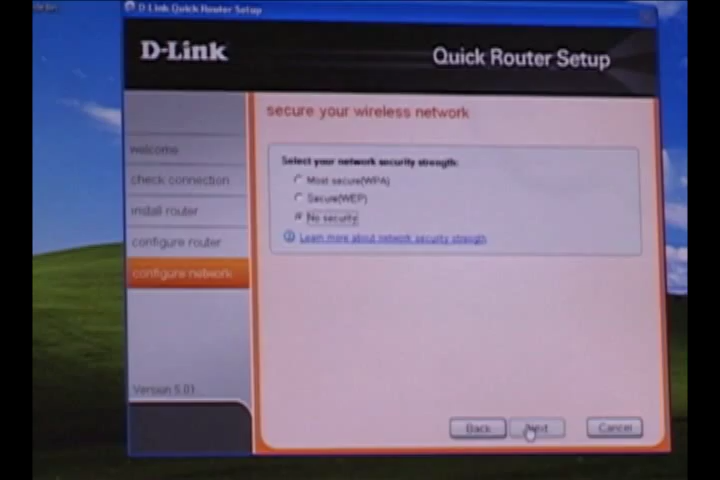 D-Link Quick Router Setup
D-Link
Quick Router Setup
secure your wireless network
welcome
check connection
install router
configure router
configure network
Select your network security strength:
Most secure(WPA)
Secure(WEP)
No security
Learn more about network security strength
Version 5.01
Back
Next
Cancel